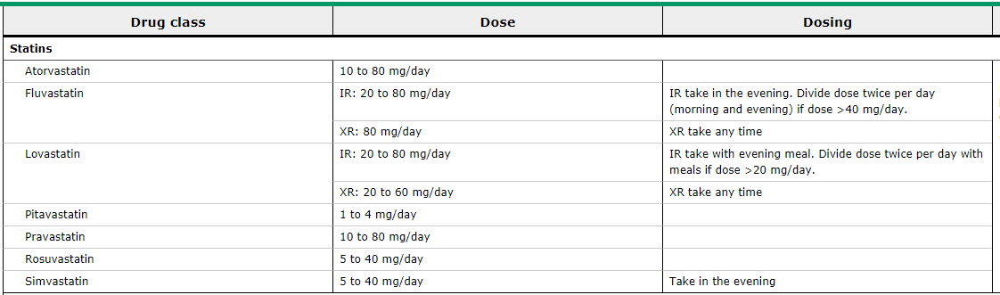 Drug class Dose Dosing
Statins
Atorvastatin 10 to 80 mg/day
Fluvastatin IR: 20 to 80 mg/day IR take in the evening. Divide dose twice per day
(morning and evening) if dose >40 mg/day.
XR: 80 mg/day XR take any time
Lovastatin IR: 20 to 80 mg/day IR take with evening meal. Divide dose twice per day with
meals if dose >20 mg/day.
XR: 20 to 60 mg/day XR take any time
Pitavastatin 1 to 4 mg/day
Pravastatin 10 to 80 mg/day
Rosuvastatin 5 to 40 mg/day
Simvastatin 5 to 40 mg/day Take in the evening